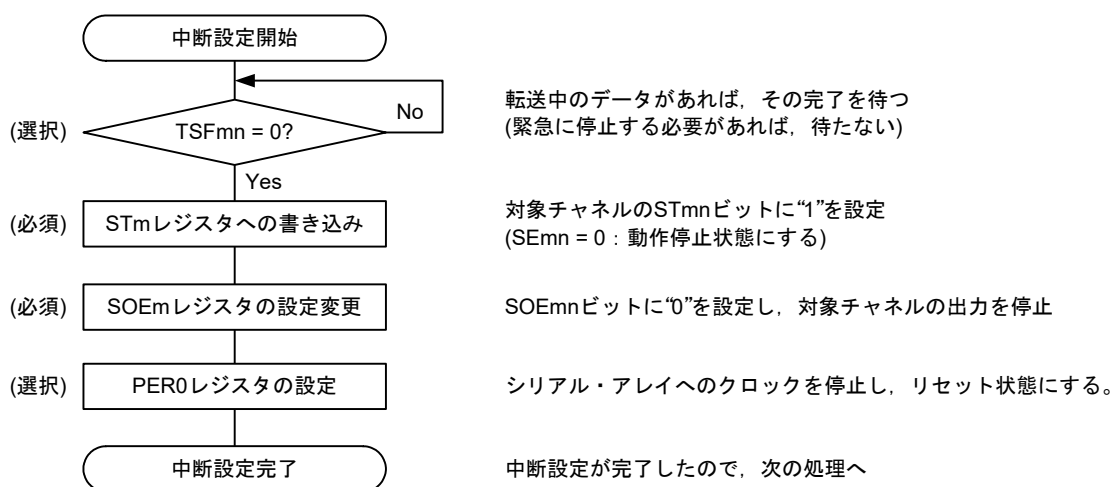 中断設定開始
No
転送中のデータがあれば，その完了を待つ
(選択) TSFmn = 0? (緊急に停止する必要があれば，待たない)
Yes
(必須) STmレジスタへの書き込み 対象チャネルのSTmnビットに“1”を設定
(SEmn = 0：動作停止状態にする)
(必須) SOEmレジスタの設定変更 SOEmnビットに“0”を設定し，対象チャネルの出力を停止
(選択) PER0レジスタの設定 シリアル・アレイへのクロックを停止し，リセット状態にする。
中断設定完了 中断設定が完了したので，次の処理へ